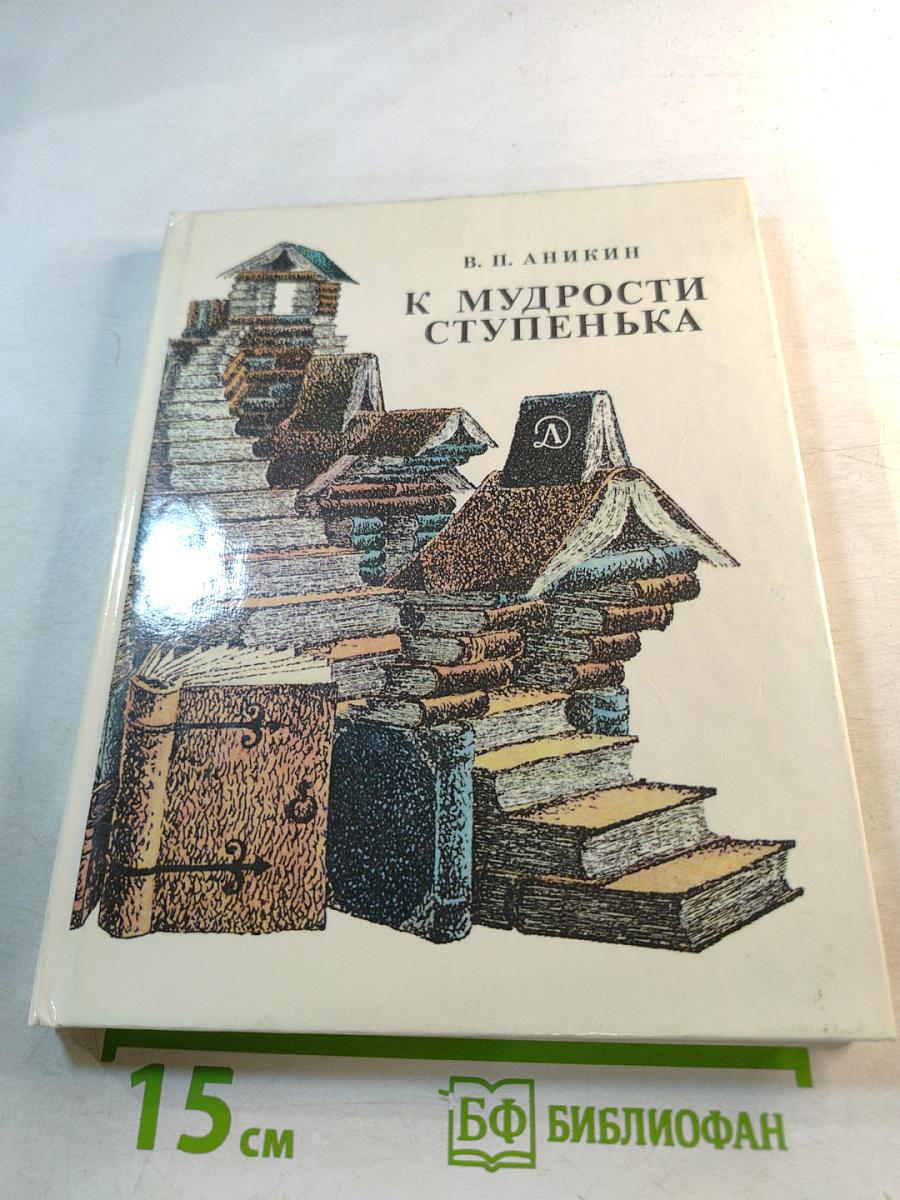 В. П. АНИКИН
К МУДРОСТИ
СТУПЕНЬКА
Д
15 см
БФ БИБЛИОФАН